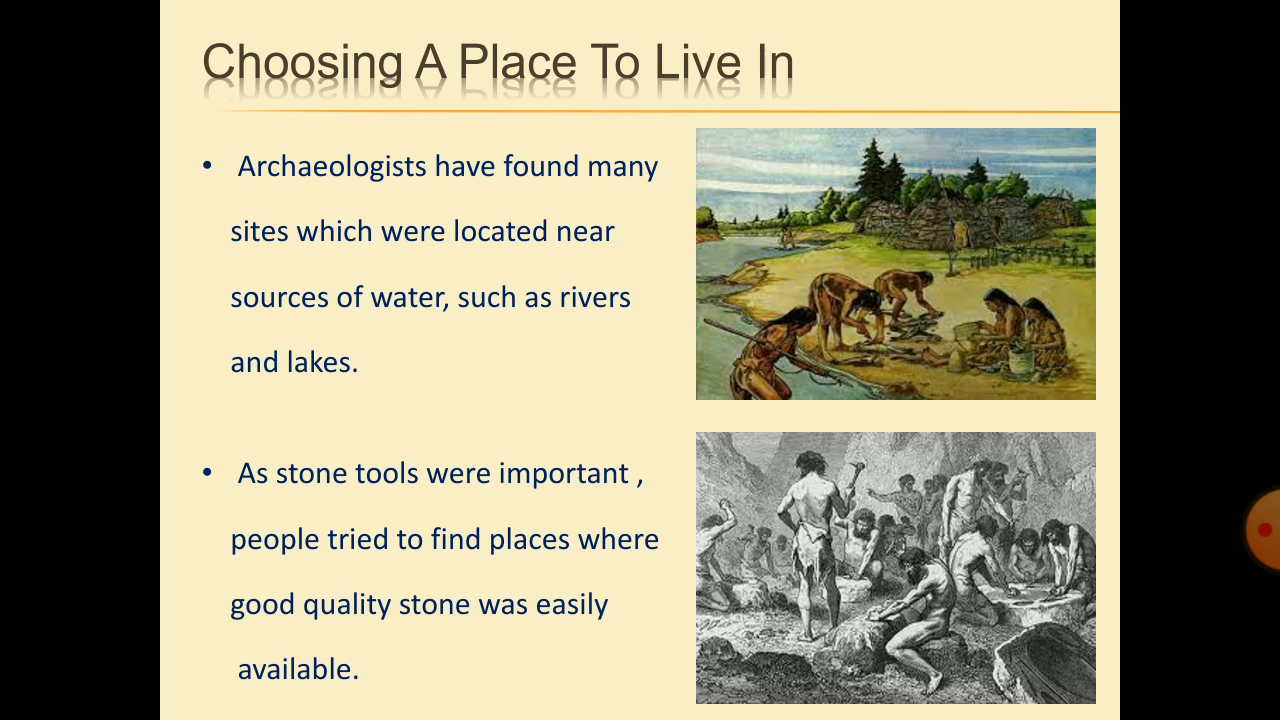 Choosing A Place To Live In
• Archaeologists have found many
sites which were located near
sources of water, such as rivers
and lakes.
• As stone tools were important ,
people tried to find places where
good quality stone was easily
available.